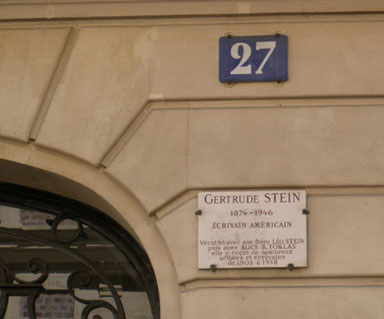 27
GERTRUDE STEIN
1874-1946
ÉCRIVAIN AMÉRICAIN
Vécut ici avec son frère LÉO STEIN
puis avec ALICE B. TOKLAS
elle y reçut de nombreux
artistes et écrivains
de 1903 à 1938